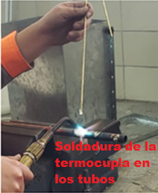 Soldadura de la
termocupla en
los tubos